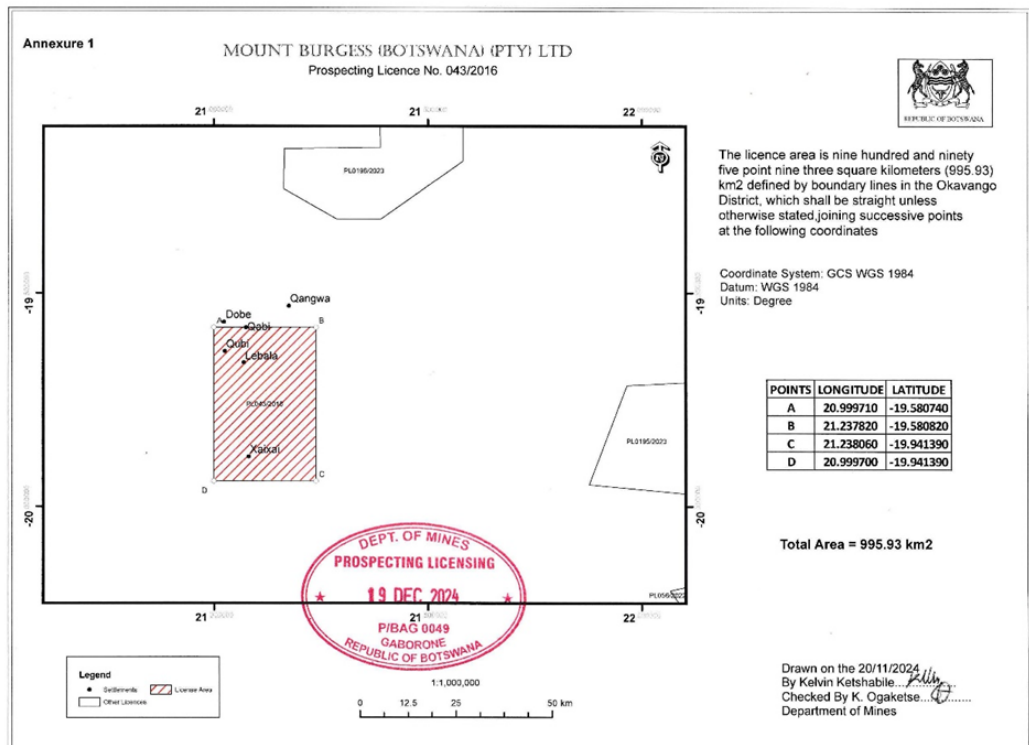 Annexure 1
MOUNT BURGESS (BOTSWANA) (PTY) LTD
Prospecting Licence No. 043/2016
REPUBLIC OF BOTSWANA
The licence area is nine hundred and ninety
five point nine three square kilometers (995.93)
km2 defined by boundary lines in the Okavango
District, which shall be straight unless
otherwise stated,joining successive points
at the following coordinates
Coordinate System: GCS WGS 1984
Datum: WGS 1984
Units: Degree
POINTS LONGITUDE LATITUDE
A 20.999710 -19.580740
B 21.237820 -19.580820
C 21.238060 -19.941390
D 20.999700 -19.941390
Total Area = 995.93 km2
21 21 22
-19 -19
-20 -20
21 21 22
PL0195/2023
Qangwa
Dobe
A Qabi B
Qubi
Lebala
Xaixai
D C
PL0195/2023
DEPT. OF MINES
PROSPECTING LICENSING
19 DEC 2024
P/BAG 0049
GABORONE
REPUBLIC OF BOTSWANA
Legend
Settlements License Area
Other Licences
1:1,000,000
0 12.5 25 50 km
Drawn on the 20/11/2024
By Kelvin Ketshabile
Checked By K. Ogaketse
Department of Mines